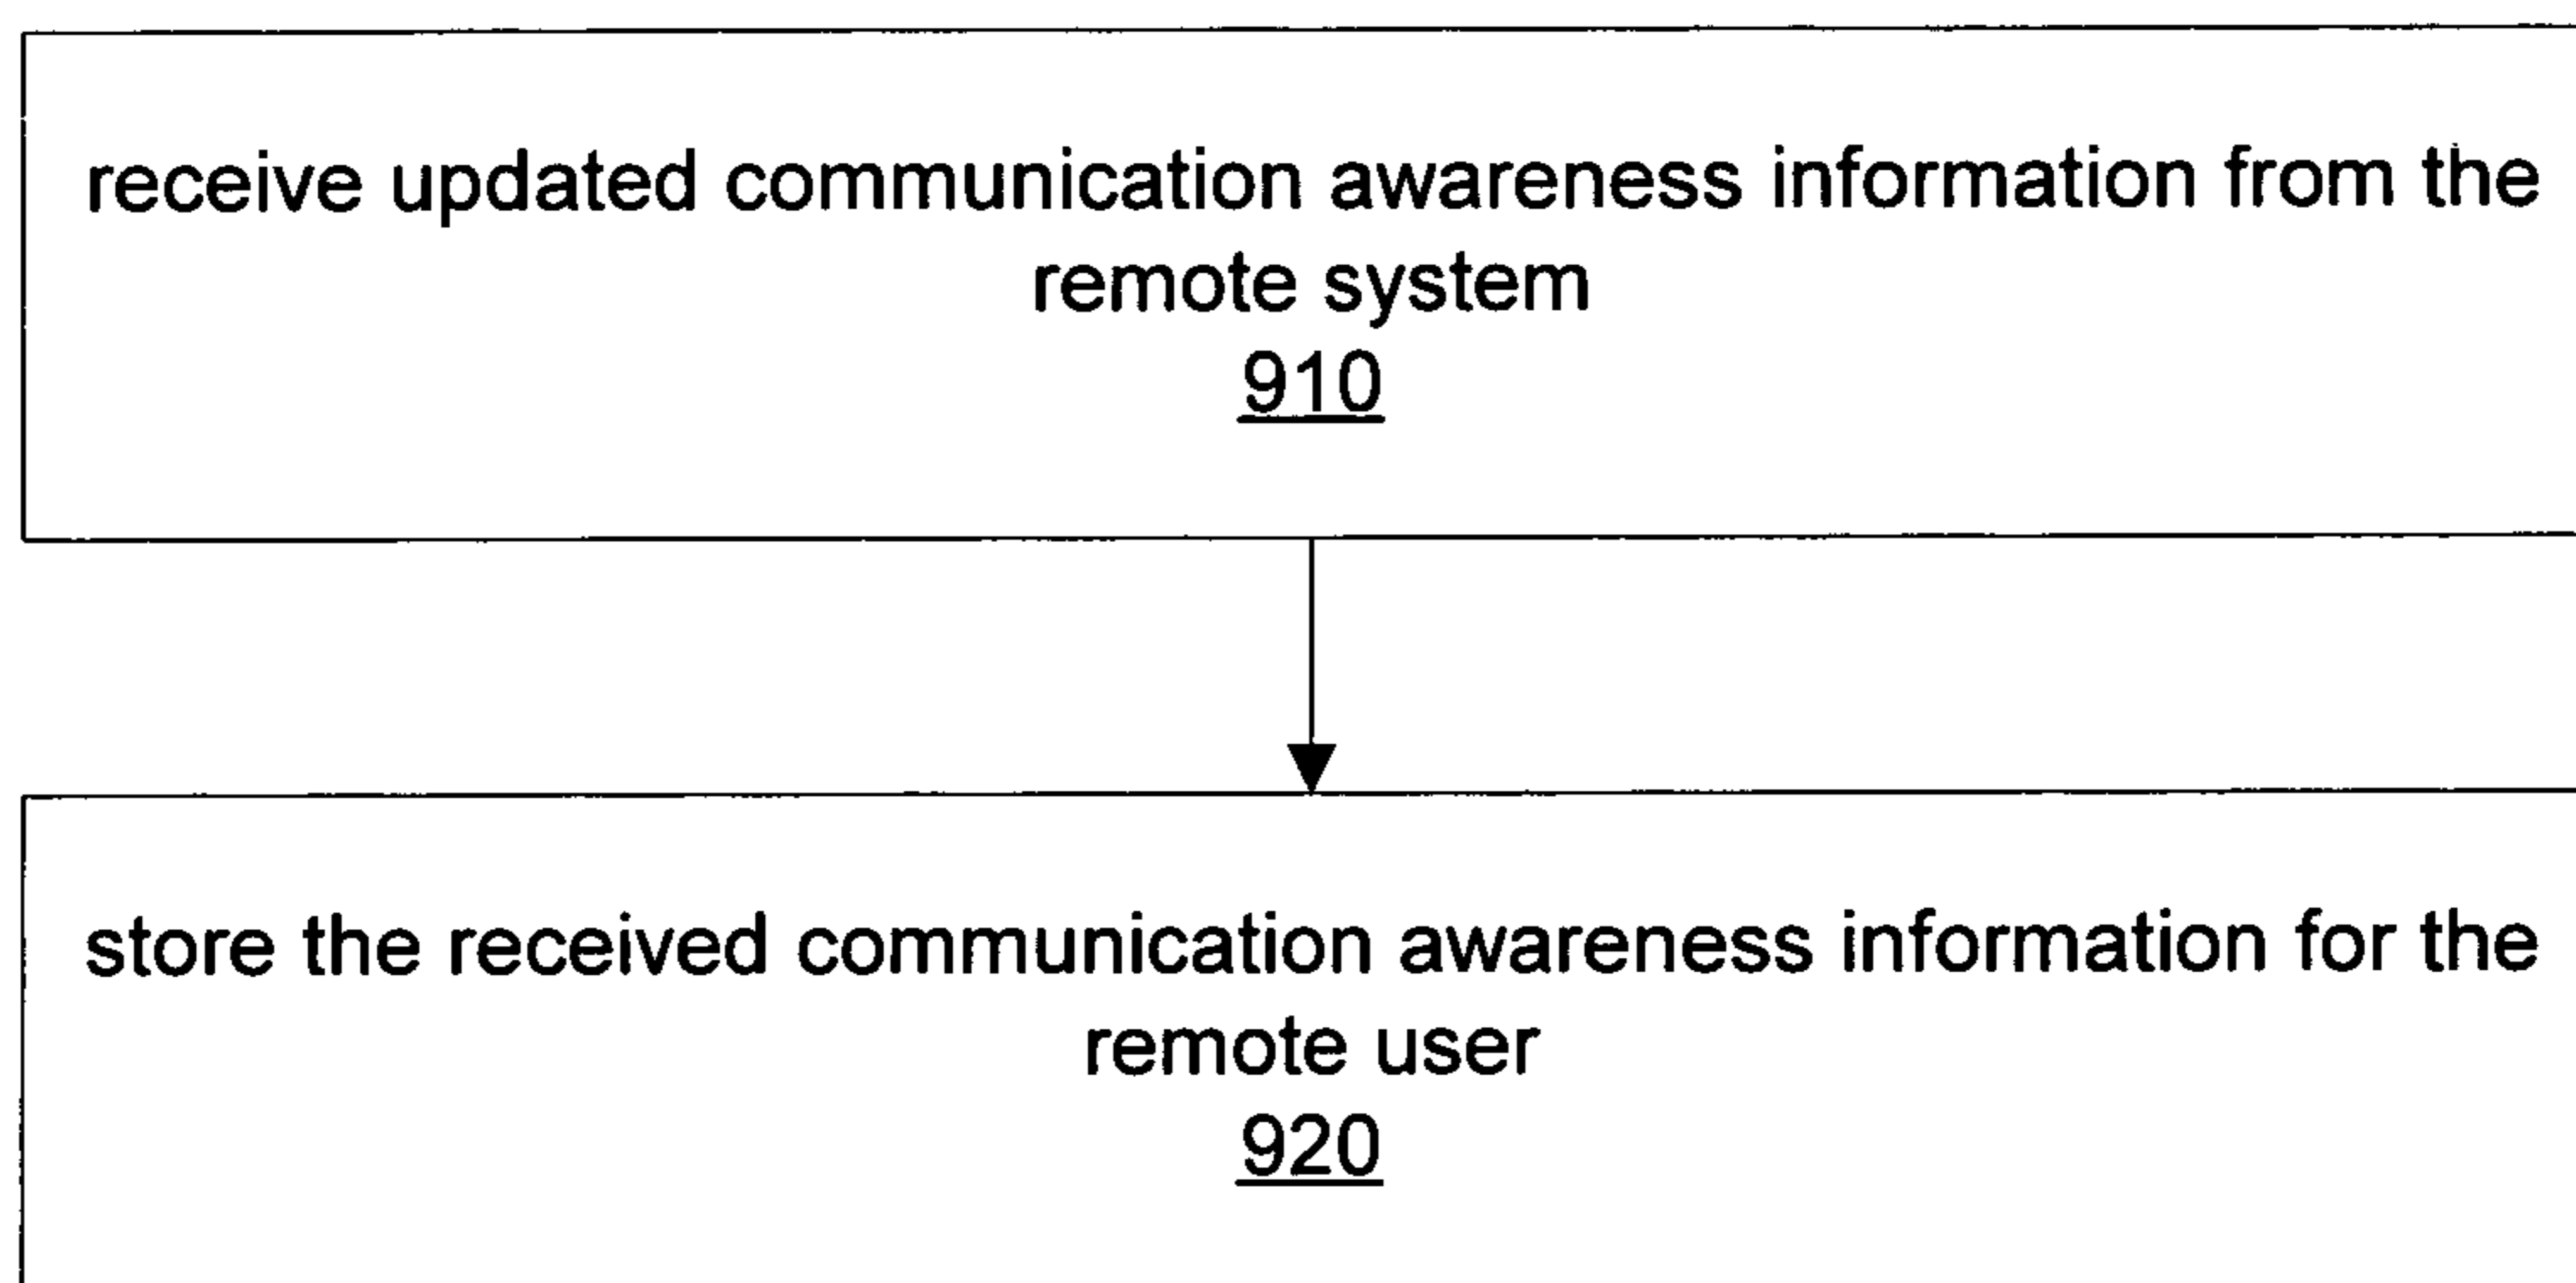 receive updated communication awareness information from the
remote system
910
store the received communication awareness information for the
remote user
920